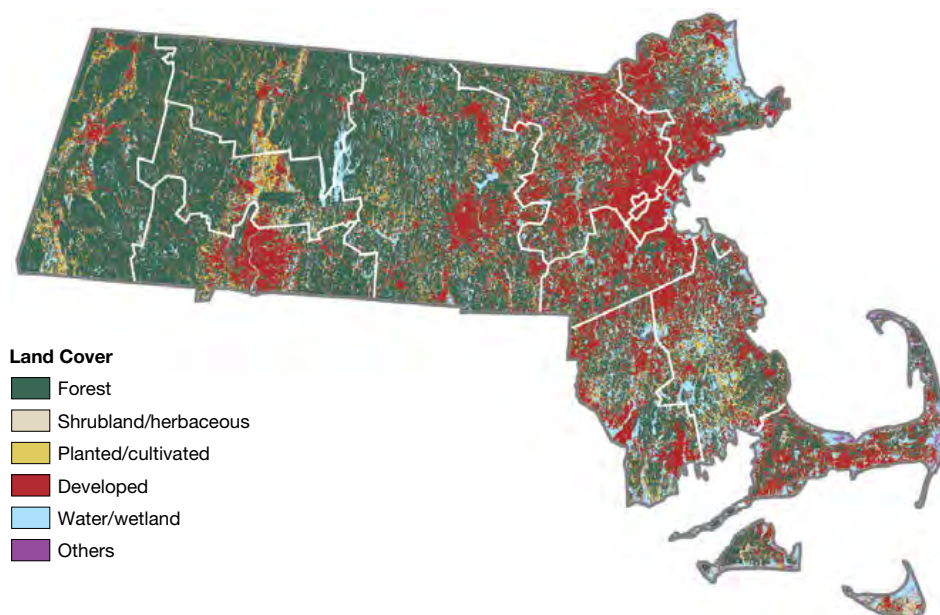 Land Cover
Forest
Shrubland/herbaceous
Planted/cultivated
Developed
Water/wetland
Others